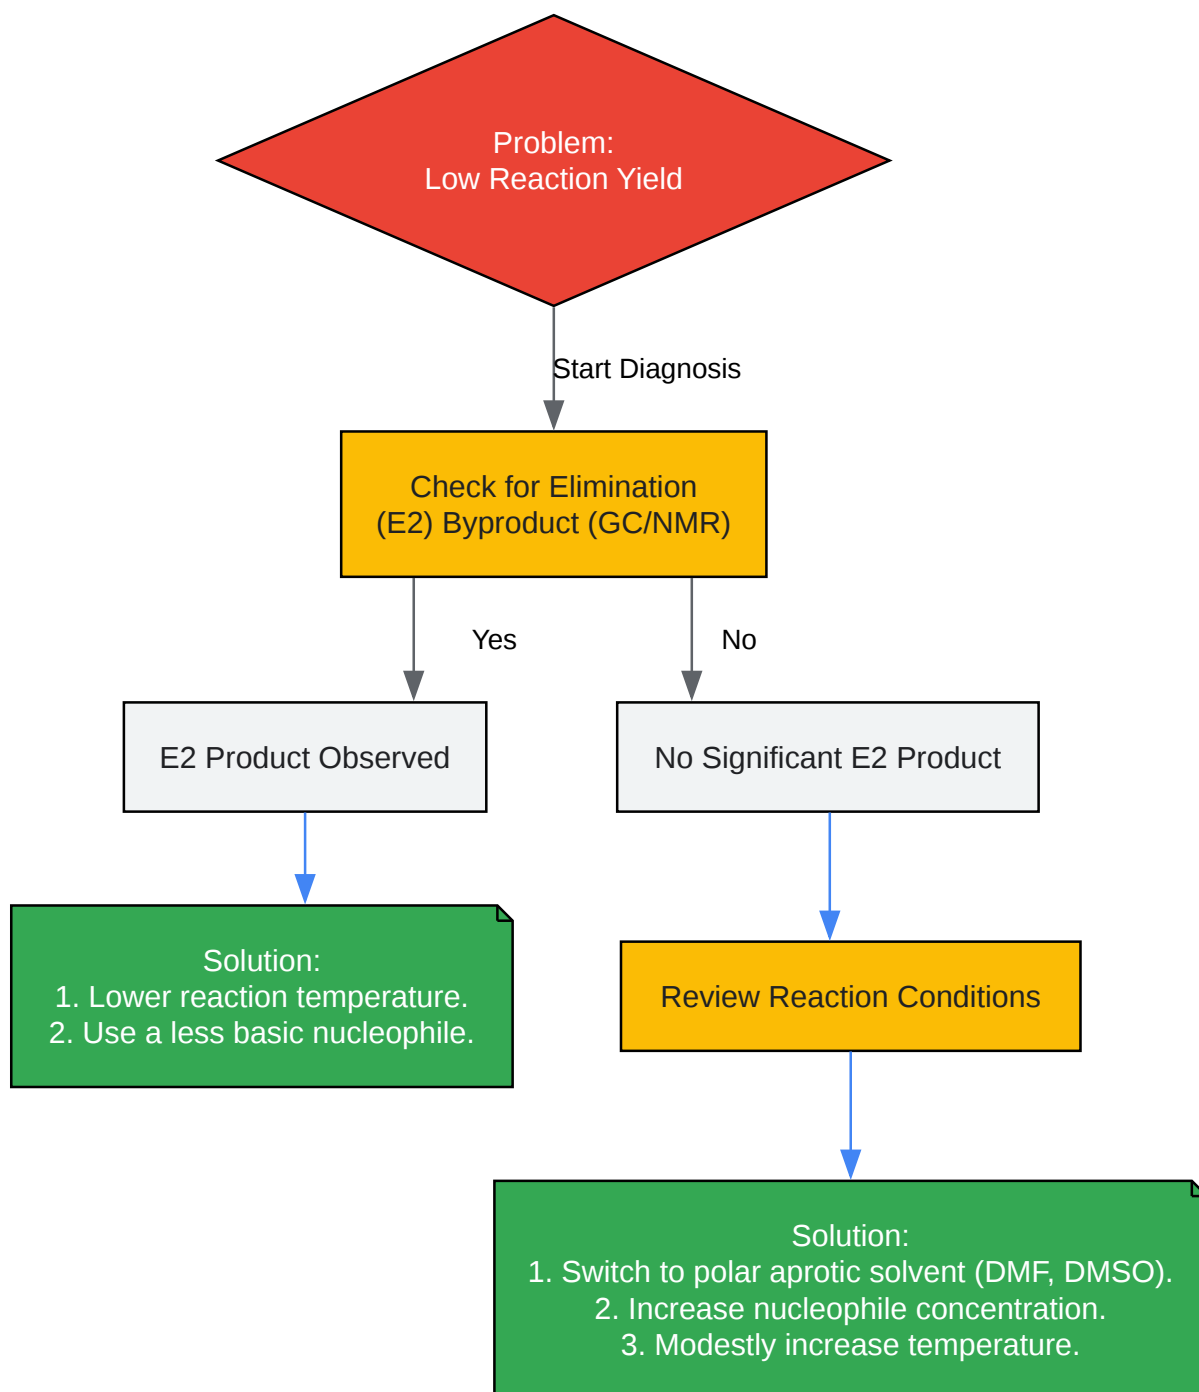 Problem:
Low Reaction Yield
Start Diagnosis
Check for Elimination
(E2) Byproduct (GC/NMR)
Yes
No
E2 Product Observed
No Significant E2 Product
Solution:
1. Lower reaction temperature.
2. Use a less basic nucleophile.
Review Reaction Conditions
Solution:
1. Switch to polar aprotic solvent (DMF, DMSO).
2. Increase nucleophile concentration.
3. Modestly increase temperature.